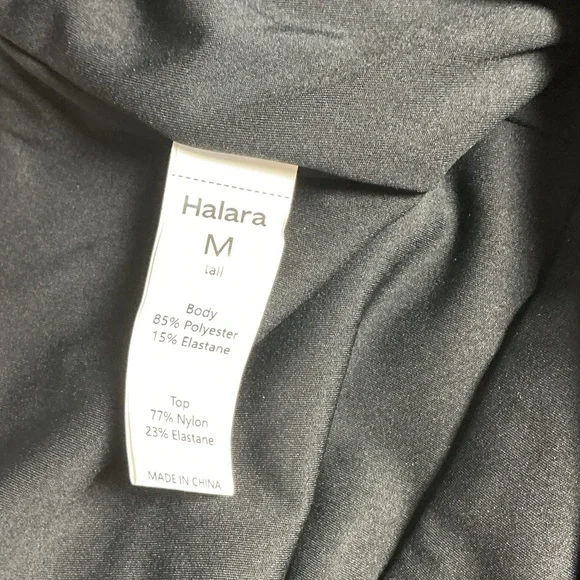 Halara
M
tall
Body
85% Polyester
15% Elastane
Top
77% Nylon
23% Elastane
MADE IN CHINA